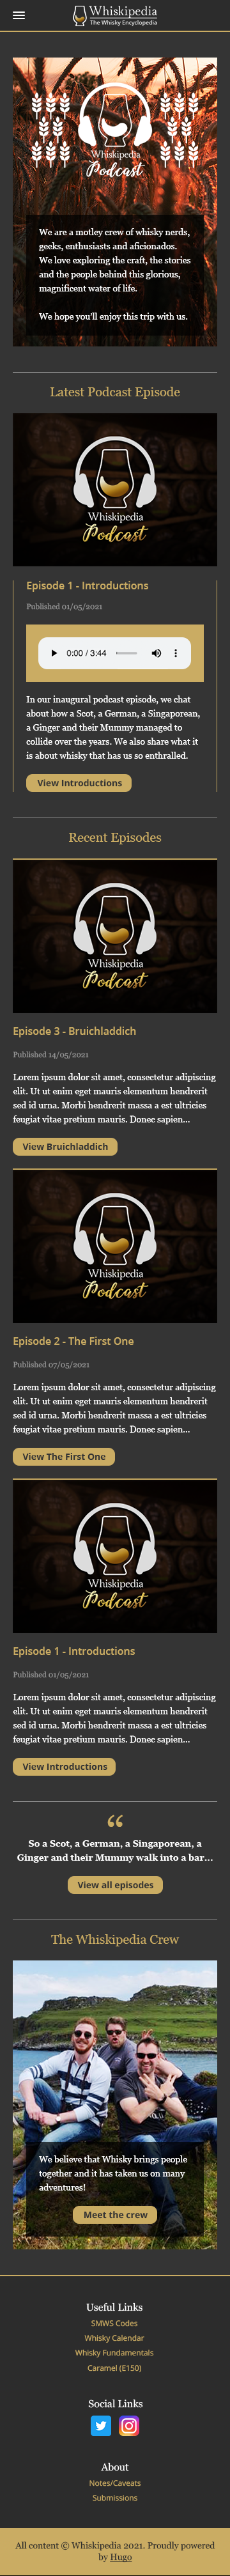 Whiskipedia
The Whisky Encyclopedia
Whiskipedia
Podcast
We are a motley crew of whisky nerds,
geeks, enthusiasts and aficionados.
We love exploring the craft, the stories
and the people behind this glorious,
magnificent water of life.
We hope you'll enjoy this trip with us.
Latest Podcast Episode
Whiskipedia
Podcast
Episode 1 - Introductions
Published 01/05/2021
0:00 / 3:44
In our inaugural podcast episode, we chat
about how a Scot, a German, a Singaporean,
a Ginger and their Mummy managed to
collide over the years. We also share what it
is about whisky that has us so enthralled.
View Introductions
Recent Episodes
Whiskipedia
Podcast
Episode 3 - Bruichladdich
Published 14/05/2021
Lorem ipsum dolor sit amet, consectetur adipiscing
elit. Ut ut enim eget mauris elementum hendrerit
sed id urna. Morbi hendrerit massa a est ultricies
feugiat vitae pretium mauris. Donec sapien...
View Bruichladdich
Whiskipedia
Podcast
Episode 2 - The First One
Published 07/05/2021
Lorem ipsum dolor sit amet, consectetur adipiscing
elit. Ut ut enim eget mauris elementum hendrerit
sed id urna. Morbi hendrerit massa a est ultricies
feugiat vitae pretium mauris. Donec sapien...
View The First One
Whiskipedia
Podcast
Episode 1 - Introductions
Published 01/05/2021
Lorem ipsum dolor sit amet, consectetur adipiscing
elit. Ut ut enim eget mauris elementum hendrerit
sed id urna. Morbi hendrerit massa a est ultricies
feugiat vitae pretium mauris. Donec sapien...
View Introductions
“
So a Scot, a German, a Singaporean, a
Ginger and their Mummy walk into a bar...
View all episodes
The Whiskipedia Crew
We believe that Whisky brings people
together and it has taken us on many
adventures!
Meet the crew
Useful Links
SMWS Codes
Whisky Calendar
Whisky Fundamentals
Caramel (E150)
Social Links
About
Notes/Caveats
Submissions
All content © Whiskipedia 2021. Proudly powered
by Hugo